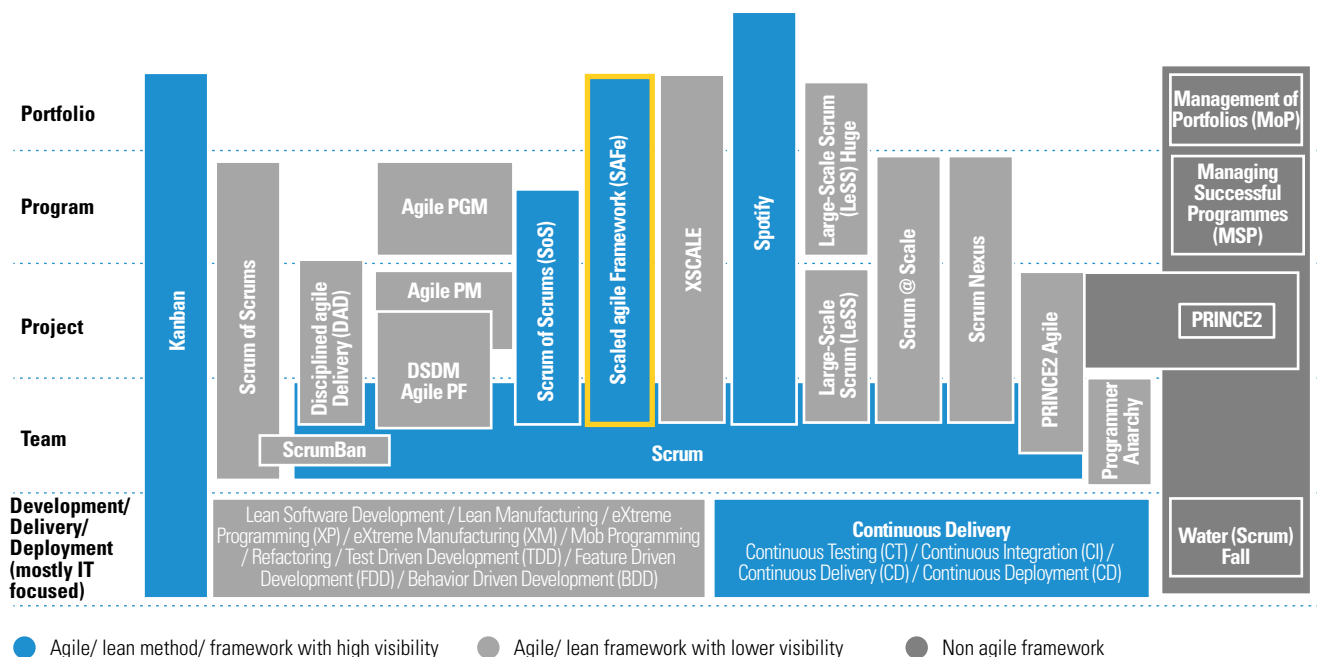 Portfolio
Program
Project
Team
Development/
Delivery/
Deployment
(mostly IT
focused)
Kanban
Scrum of Scrums
Disciplined agile
Delivery (DAD)
ScrumBan
Agile PGM
Agile PM
DSDM
Agile PF
Scrum of Scrums (SoS)
Scaled agile Framework (SAFe)
XSCALE
Spotify
Large-Scale Scrum
(LeSS) Huge
Large-Scale
Scrum (LeSS)
Scrum @ Scale
Scrum Nexus
PRINCE2 Agile
Programmer
Anarchy
Scrum
Management of
Portfolios (MoP)
Managing
Successful
Programmes
(MSP)
PRINCE2
Water (Scrum)
Fall
Lean Software Development / Lean Manufacturing / eXtreme
Programming (XP) / eXtreme Manufacturing (XM) / Mob Programming
/ Refactoring / Test Driven Development (TDD) / Feature Driven
Development (FDD) / Behavior Driven Development (BDD)
Continuous Delivery
Continuous Testing (CT) / Continuous Integration (CI) /
Continuous Delivery (CD) / Continuous Deployment (CD)
Agile/ lean method/ framework with high visibility
Agile/ lean framework with lower visibility
Non agile framework